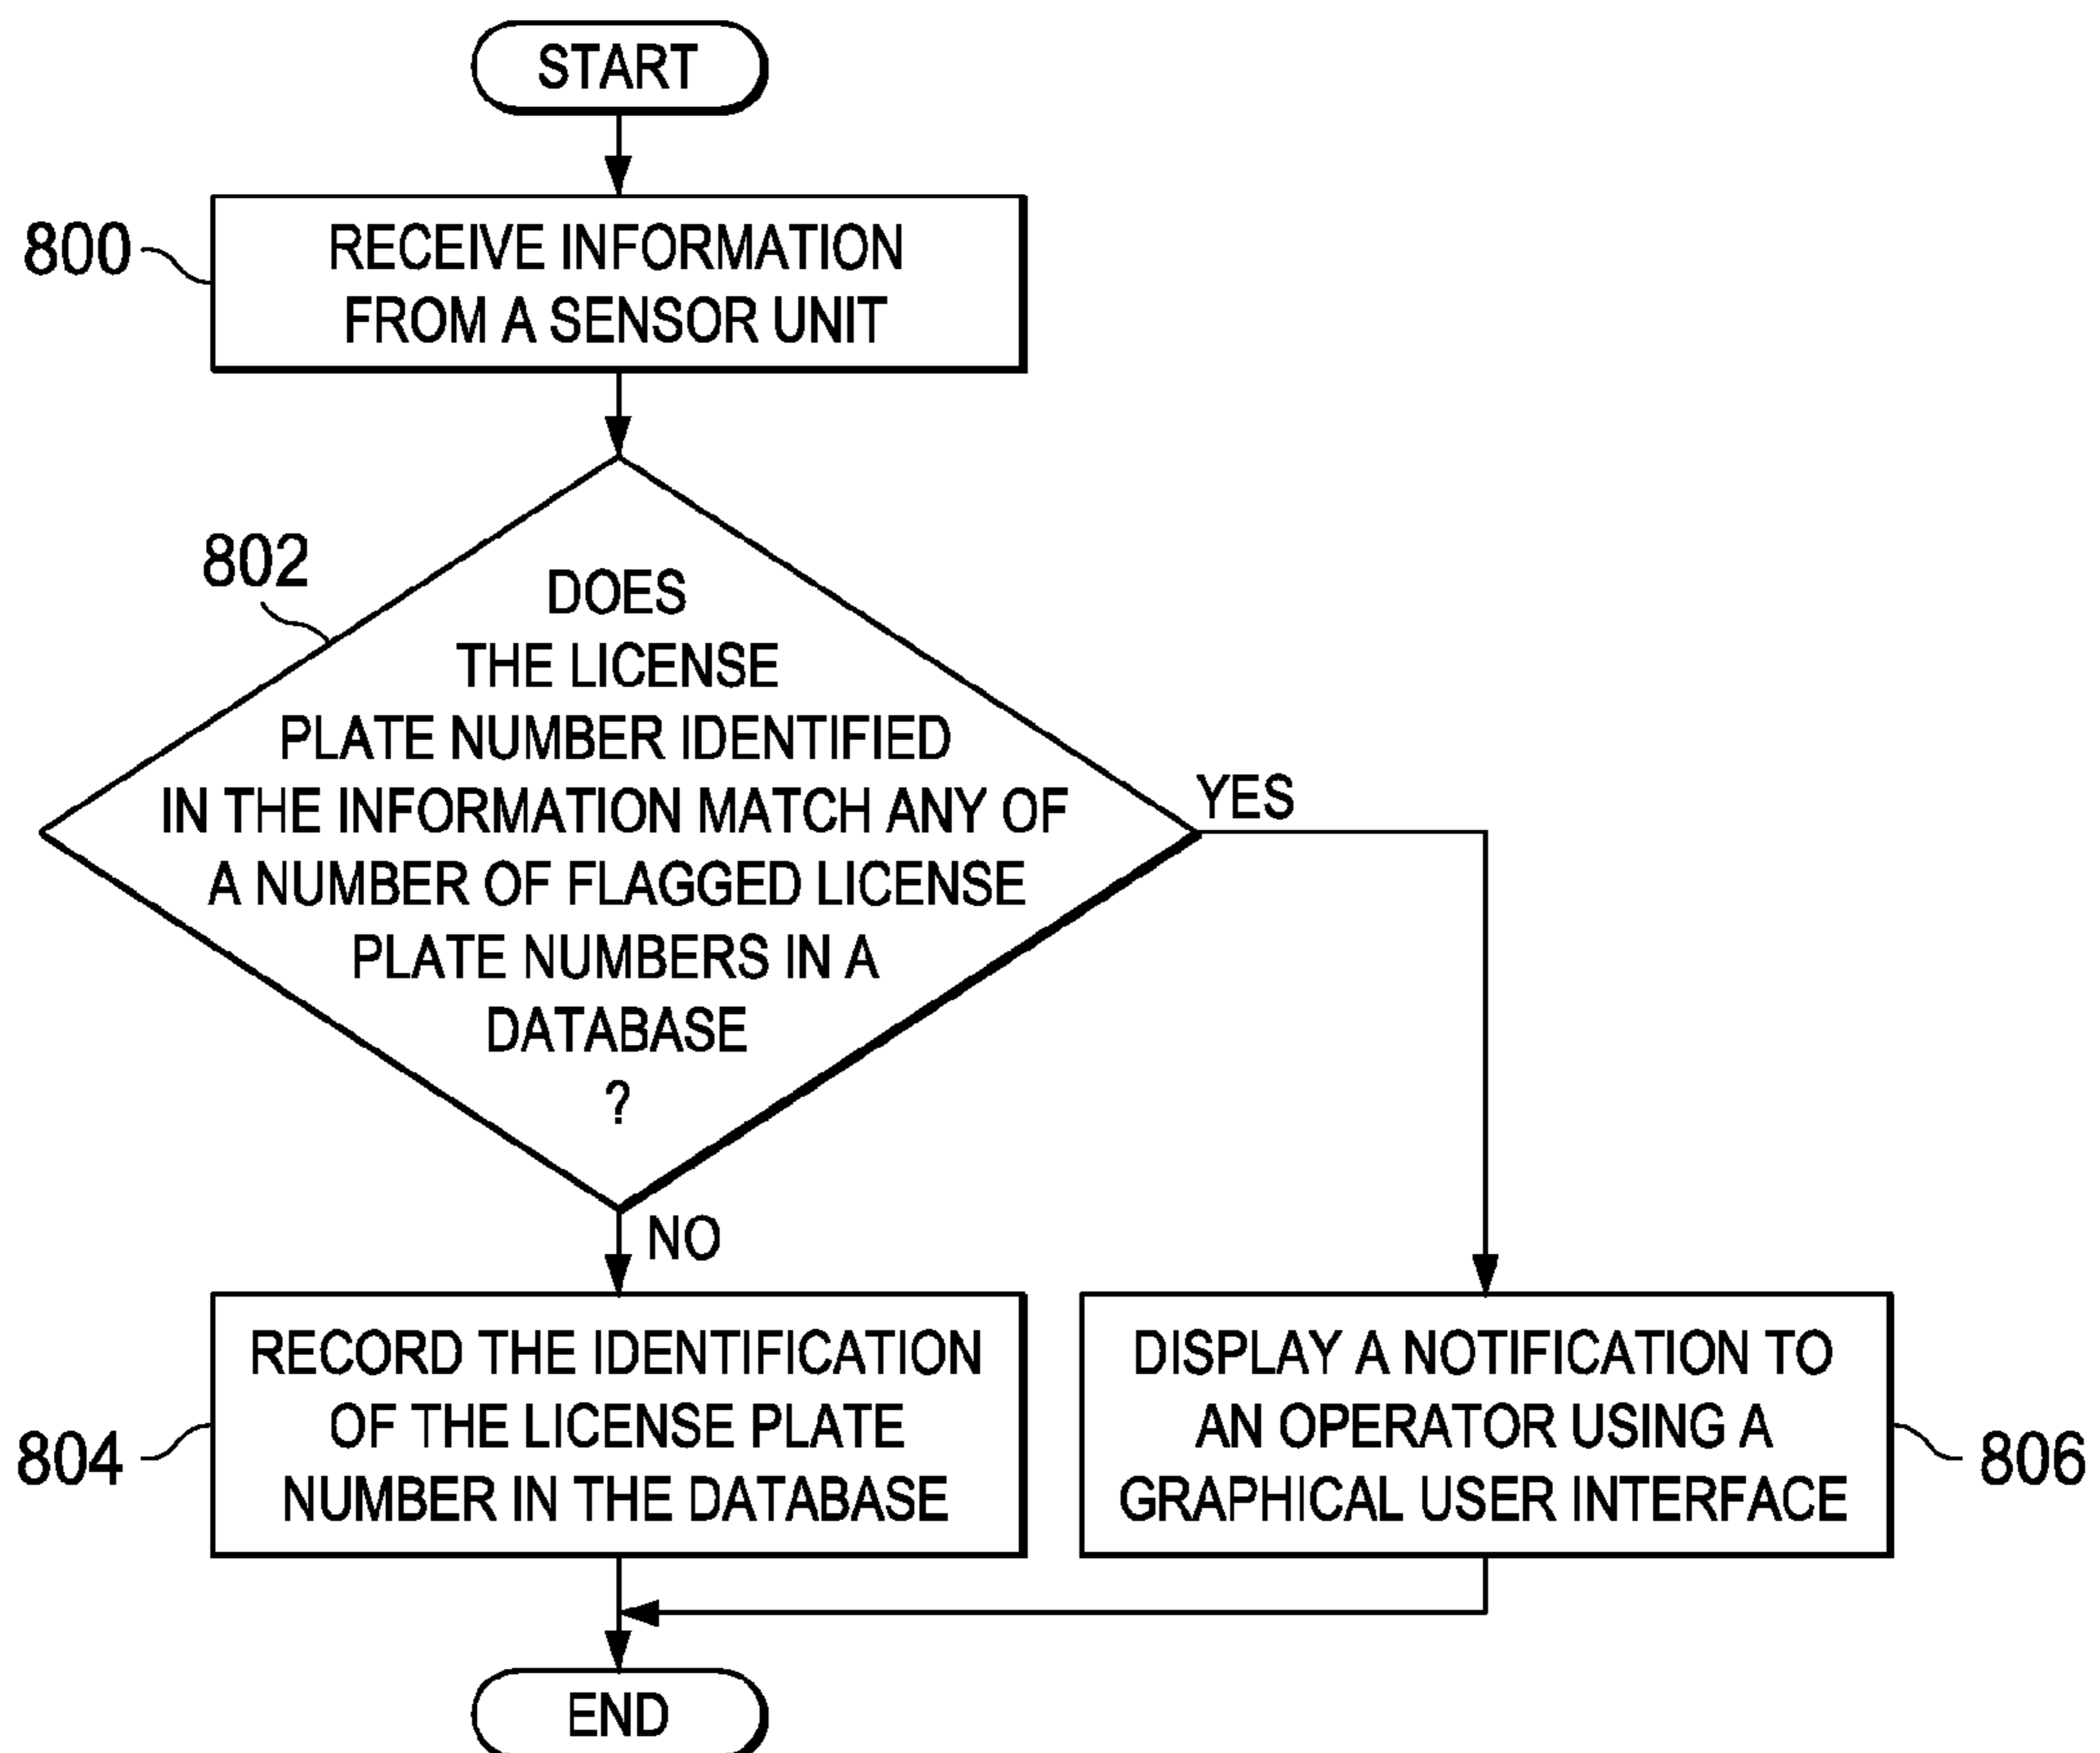 START
800
RECEIVE INFORMATION
FROM A SENSOR UNIT
802
DOES
THE LICENSE
PLATE NUMBER IDENTIFIED
IN THE INFORMATION MATCH ANY OF
A NUMBER OF FLAGGED LICENSE
PLATE NUMBERS IN A
DATABASE
?
YES
NO
804
RECORD THE IDENTIFICATION
OF THE LICENSE PLATE
NUMBER IN THE DATABASE
DISPLAY A NOTIFICATION TO
AN OPERATOR USING A
GRAPHICAL USER INTERFACE
806
END